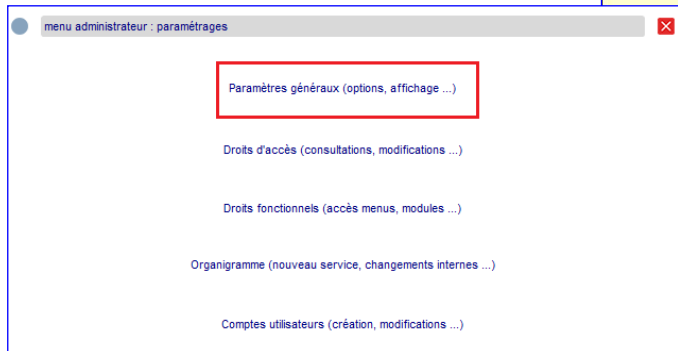 menu administrateur : paramétrages
Paramètres généraux (options, affichage ...)
Droits d'accès (consultations, modifications ...)
Droits fonctionnels (accès menus, modules ...)
Organigramme (nouveau service, changements internes ...)
Comptes utilisateurs (création, modifications ...)